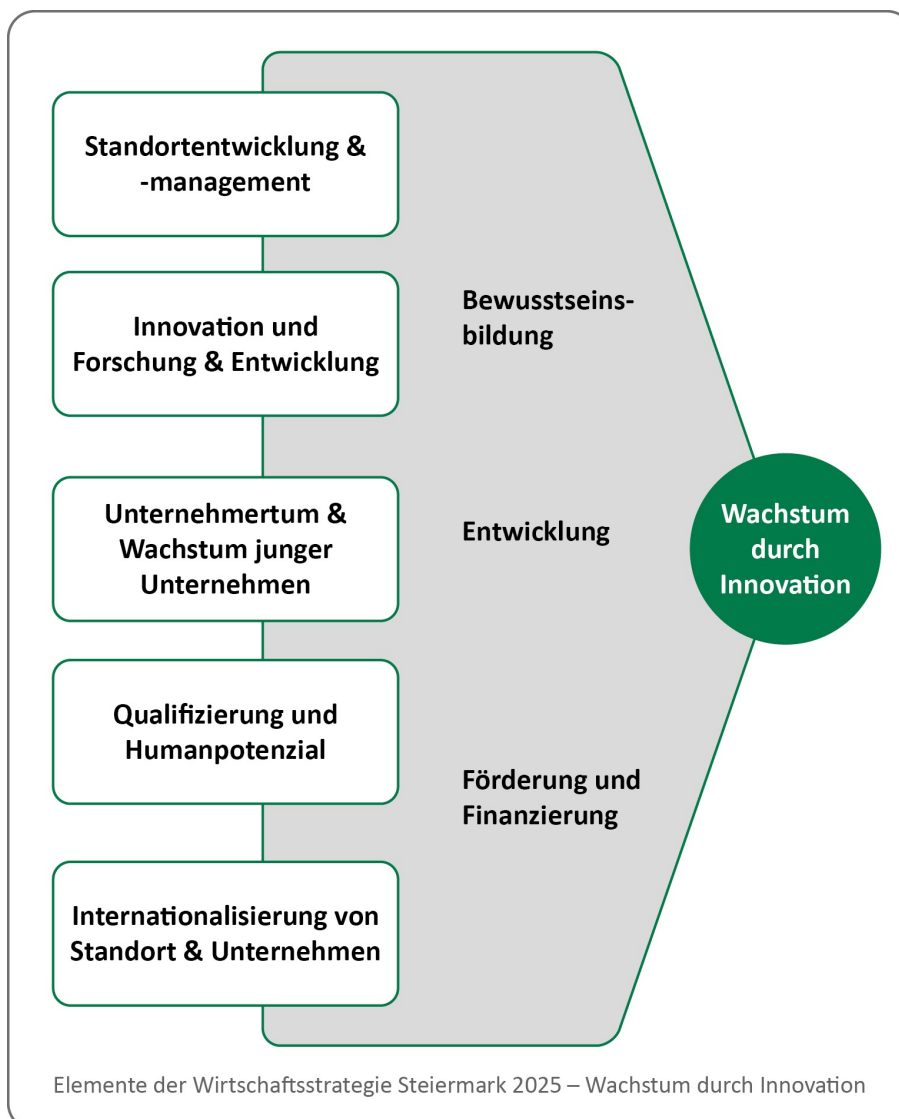 Standortentwicklung &
-management
Innovation und
Forschung & Entwicklung
Unternehmertum &
Wachstum junger
Unternehmen
Qualifizierung und
Humanpotenzial
Internationalisierung von
Standort & Unternehmen
Bewusstseins-
bildung
Entwicklung
Förderung und
Finanzierung
Wachstum
durch
Innovation
Elemente der Wirtschaftsstrategie Steiermark 2025 – Wachstum durch Innovation